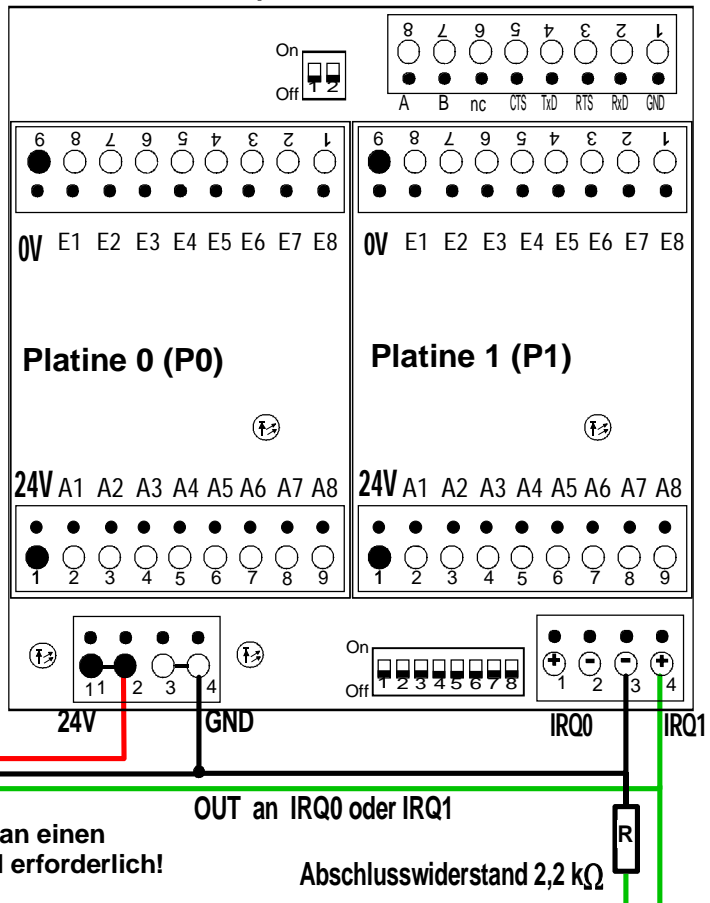 8 7 6 5 4 3 2 1
On
Off
1 2
A B nc CTS TxD RTS RxD GND
9 8 7 6 5 4 3 2 1
9 8 7 6 5 4 3 2 1
0V E1 E2 E3 E4 E5 E6 E7 E8
0V E1 E2 E3 E4 E5 E6 E7 E8
Platine 0 (P0)
Platine 1 (P1)
24V A1 A2 A3 A4 A5 A6 A7 A8
24V A1 A2 A3 A4 A5 A6 A7 A8
1 2 3 4 5 6 7 8 9
1 2 3 4 5 6 7 8 9
11 2 3 4
On
Off
1 2 3 4 5 6 7 8
+ - - +
1 2 3 4
24V GND
IRQ0 IRQ1
OUT an IRQ0 oder IRQ1
an einen
erforderlich!
R
Abschlusswiderstand 2,2 kΩ